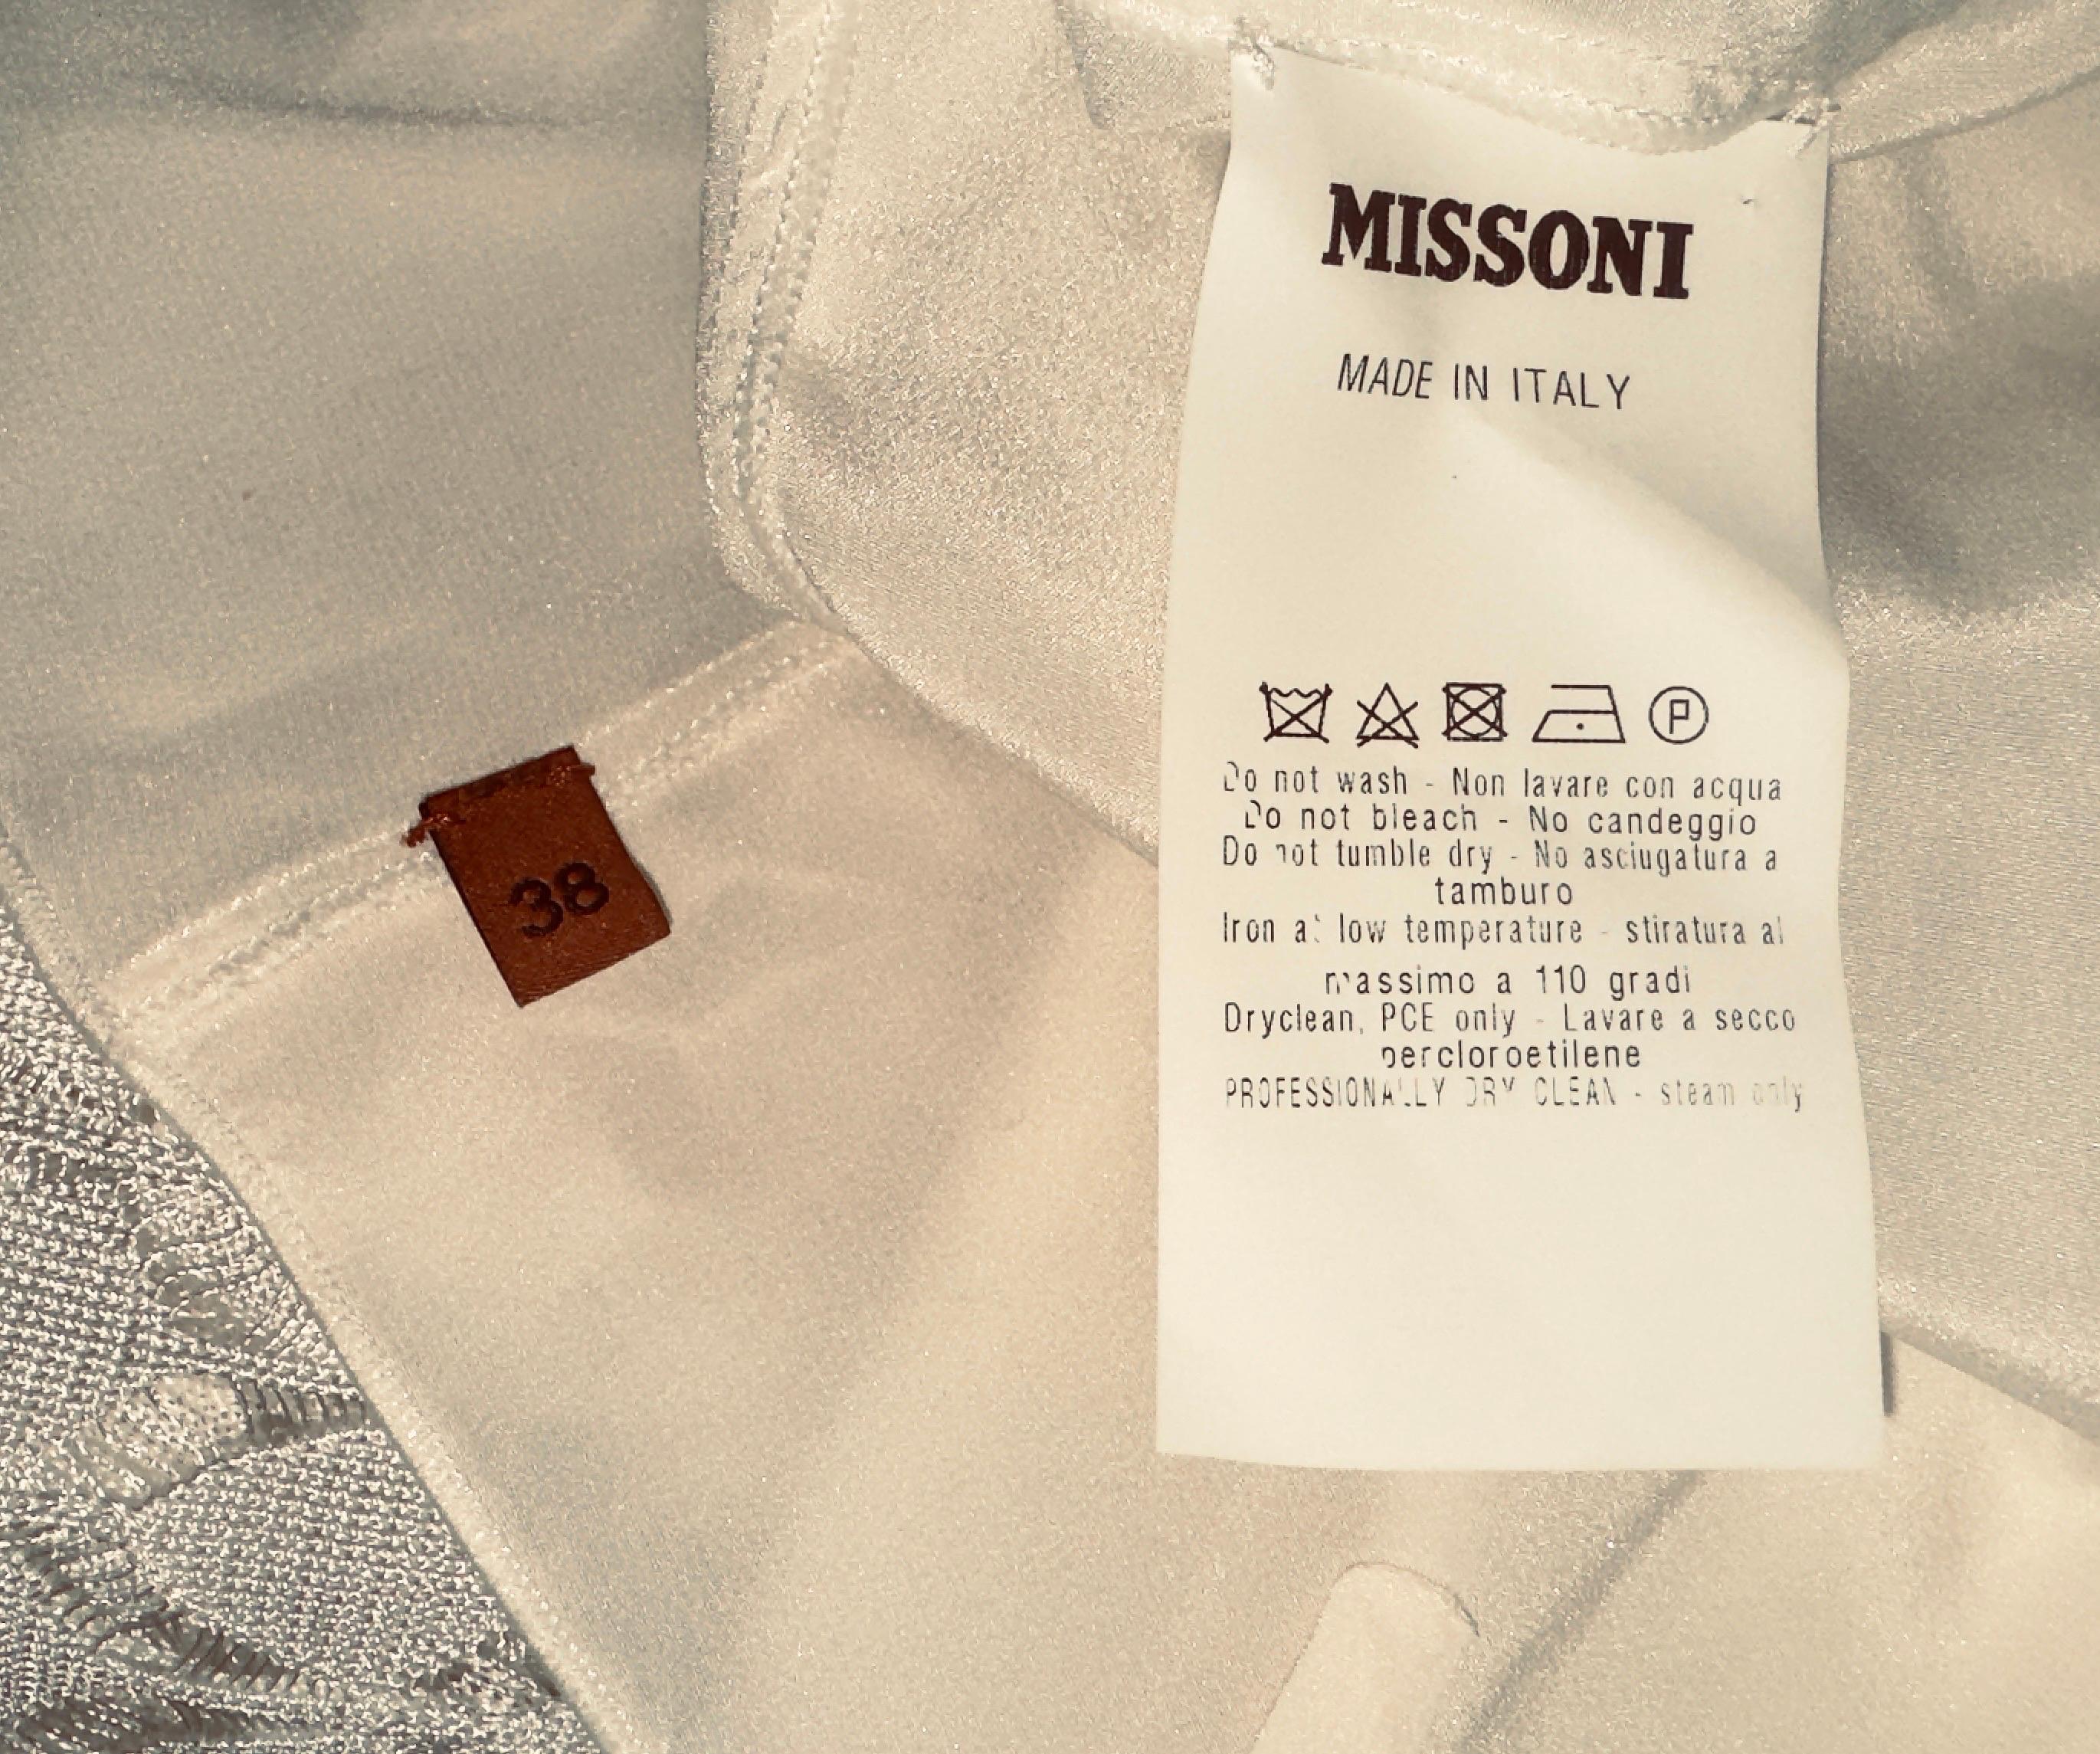 MISSONI
MADE IN ITALY
Do not wash - Non lavare con acqua
Do not bleach - No candeggio
Do not tumble dry - No asciugatura a
tamburo
Iron at low temperature - stiratura al
massimo a 110 gradi
Dryclean, PCE only - Lavare a secco
percloroetilene
PROFESSIONALLY DRY CLEAN - steam only
P
38